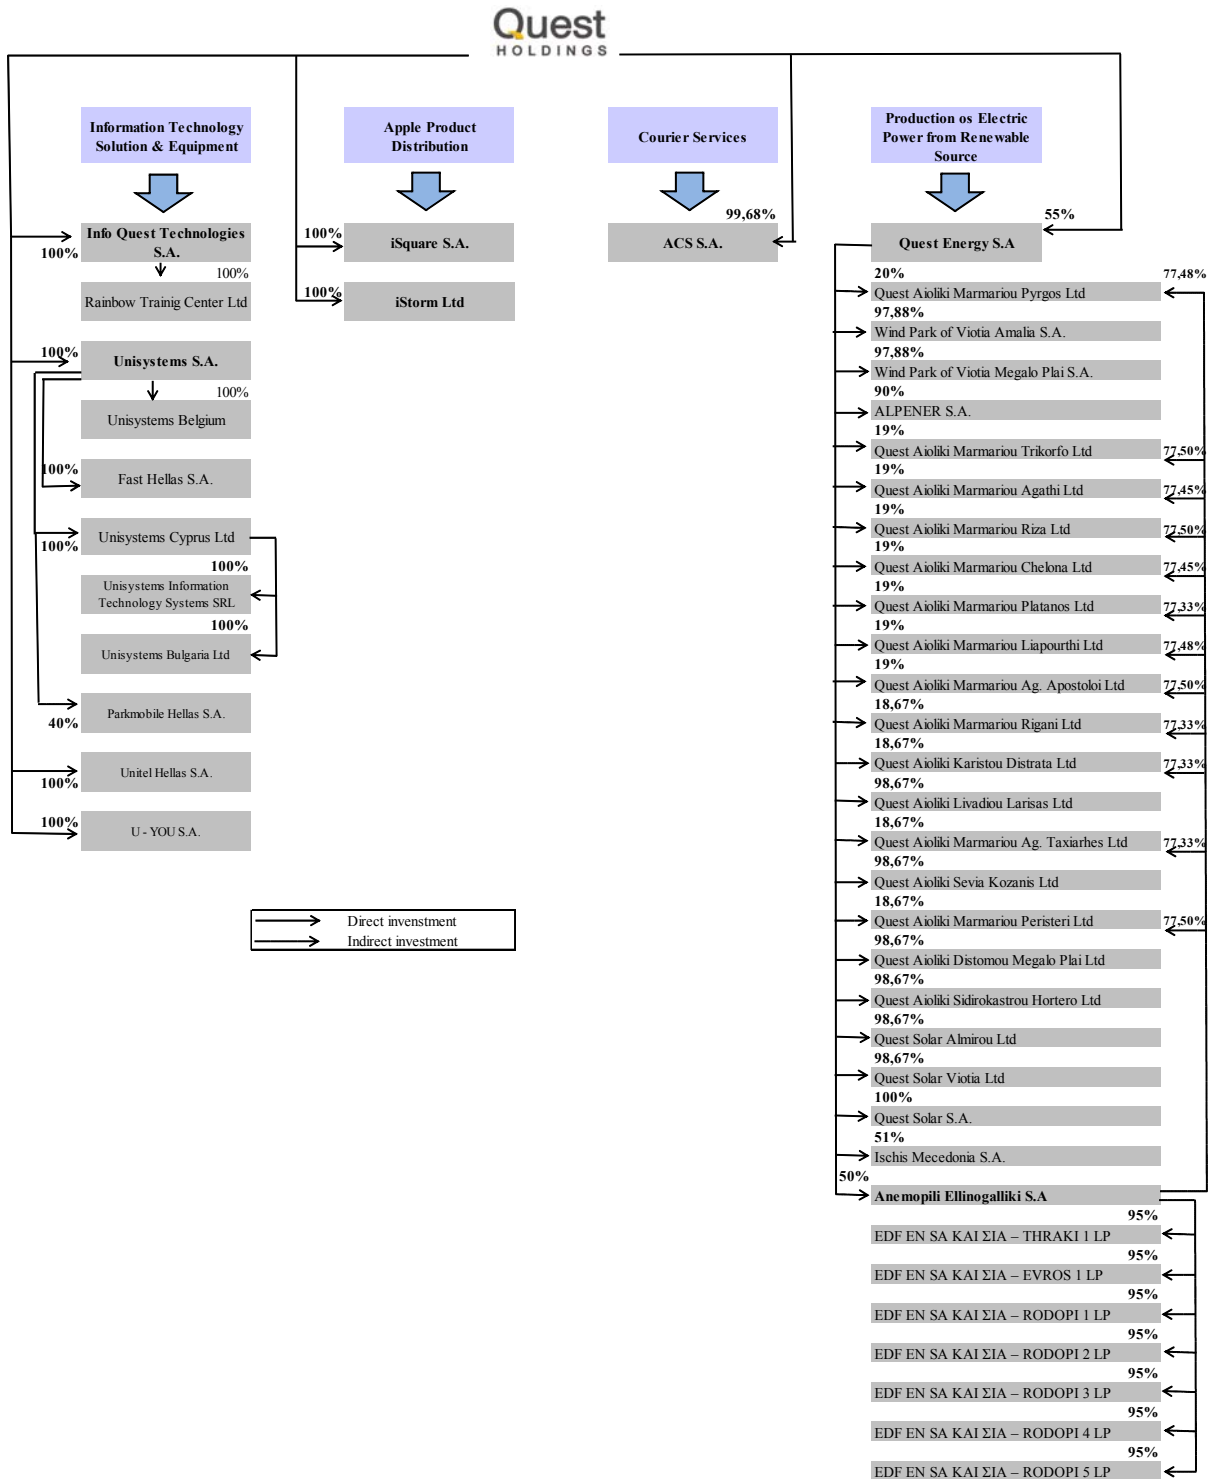 Quest
HOLDINGS
Information Technology
Solution & Equipment
Apple Product
Distribution
Courier Services
Production os Electric
Power from Renewable
Source
100%
Info Quest Technologies
S.A.
100%
Rainbow Trainig Center Ltd
100%
Unisystems S.A.
100%
Unisystems Belgium
100%
Fast Hellas S.A.
100%
Unisystems Cyprus Ltd
100%
Unisystems Information
Technology Systems SRL
100%
Unisystems Bulgaria Ltd
40%
Parkmobile Hellas S.A.
100%
Unitel Hellas S.A.
100%
U - YOU S.A.
100%
iSquare S.A.
100%
iStorm Ltd
99,68%
ACS S.A.
55%
Quest Energy S.A
20%
77,48%
Quest Aioliki Marmariou Pyrgos Ltd
97,88%
Wind Park of Viotia Amalia S.A.
97,88%
Wind Park of Viotia Megalo Plai S.A.
90%
ALPENER S.A.
19%
Quest Aioliki Marmariou Trikorfo Ltd
77,50%
19%
Quest Aioliki Marmariou Agathi Ltd
77,45%
19%
Quest Aioliki Marmariou Riza Ltd
77,50%
19%
Quest Aioliki Marmariou Chelona Ltd
77,45%
19%
Quest Aioliki Marmariou Platanos Ltd
77,33%
19%
Quest Aioliki Marmariou Liapourthi Ltd
77,48%
19%
Quest Aioliki Marmariou Ag. Apostoloi Ltd
77,50%
18,67%
Quest Aioliki Marmariou Rigani Ltd
77,33%
18,67%
Quest Aioliki Karistou Distrata Ltd
77,33%
98,67%
Quest Aioliki Livadiou Larisas Ltd
18,67%
Quest Aioliki Marmariou Ag. Taxiarhes Ltd
77,33%
98,67%
Quest Aioliki Sevia Kozanis Ltd
18,67%
Quest Aioliki Marmariou Peristeri Ltd
77,50%
98,67%
Quest Aioliki Distomou Megalo Plai Ltd
98,67%
Quest Aioliki Sidirokastrou Hortero Ltd
98,67%
Quest Solar Almirou Ltd
98,67%
Quest Solar Viotia Ltd
100%
Quest Solar S.A.
51%
Ischis Mecedonia S.A.
50%
Anemopili Ellinogalliki S.A
95%
EDF EN SA ΚΑΙ ΣΙΑ – THRAKI 1 LP
95%
EDF EN SA ΚΑΙ ΣΙΑ – EVROS 1 LP
95%
EDF EN SA ΚΑΙ ΣΙΑ – RODOPI 1 LP
95%
EDF EN SA ΚΑΙ ΣΙΑ – RODOPI 2 LP
95%
EDF EN SA ΚΑΙ ΣΙΑ – RODOPI 3 LP
95%
EDF EN SA ΚΑΙ ΣΙΑ – RODOPI 4 LP
95%
EDF EN SA ΚΑΙ ΣΙΑ – RODOPI 5 LP
Direct invenstment
Indirect investment